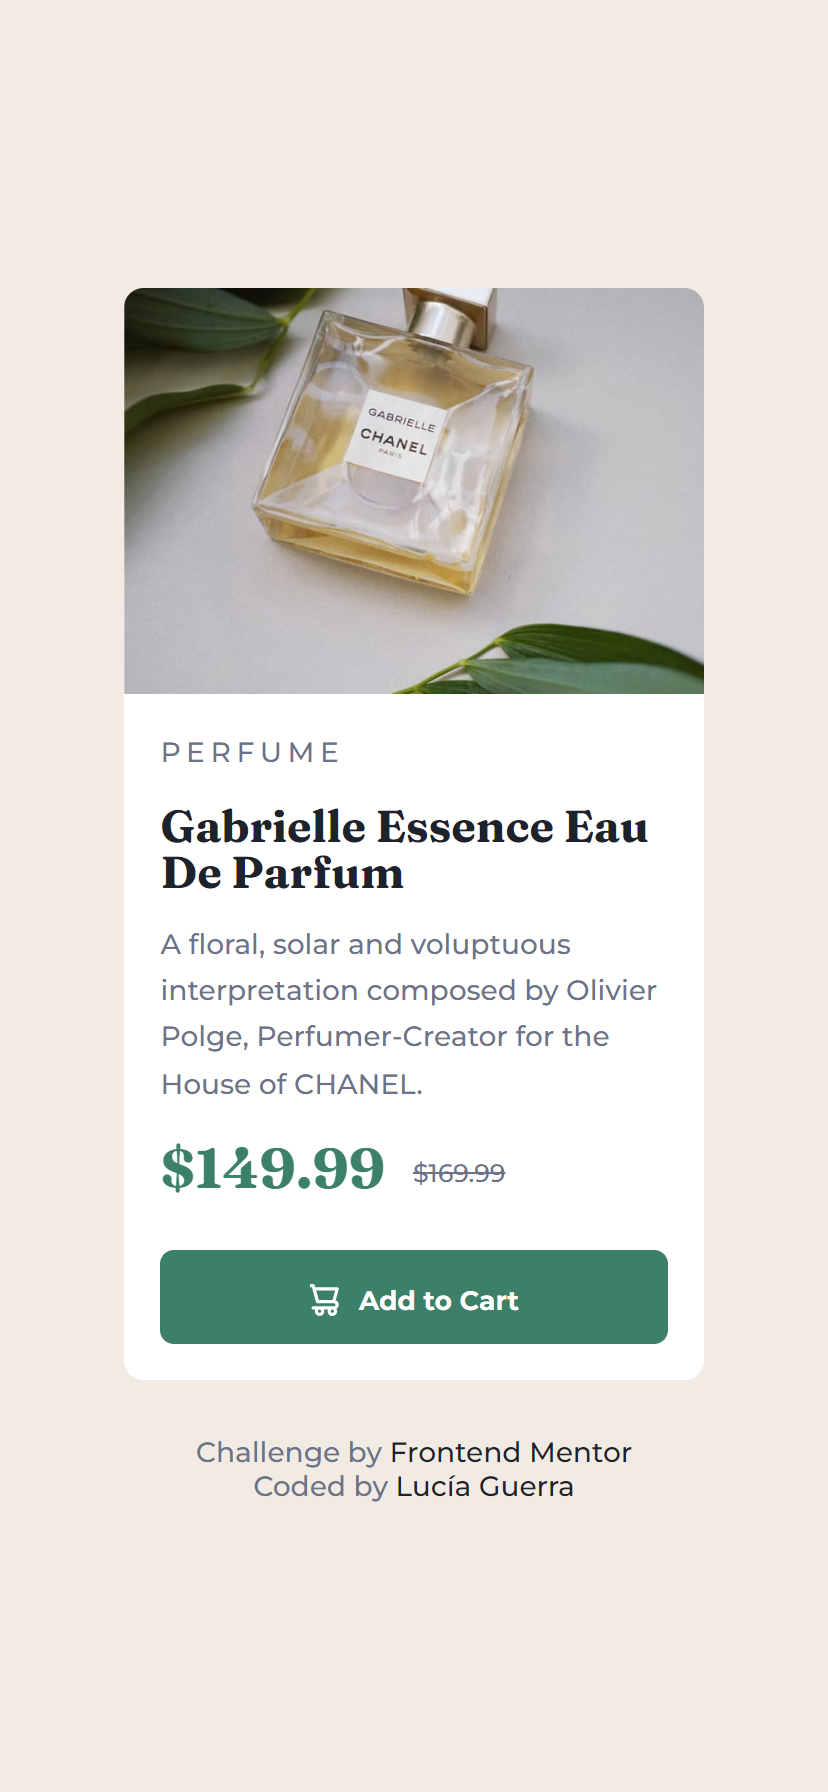 GABRIELLE
CHANEL
PARIS
PERFUME
Gabrielle Essence Eau
De Parfum
A floral, solar and voluptuous
interpretation composed by Olivier
Polge, Perfumer-Creator for the
House of CHANEL.
$149.99 $169.99
Add to Cart
Challenge by Frontend Mentor
Coded by Lucía Guerra